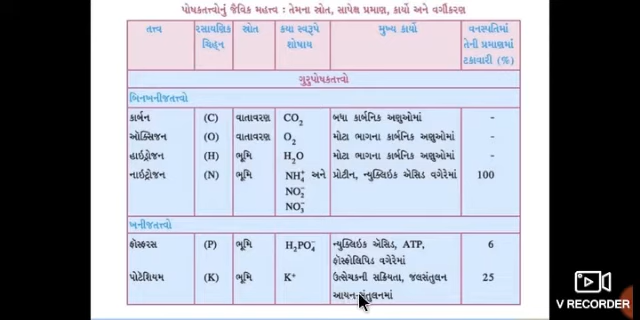 પોષકતત્ત્વોનું જૈવિક મહત્ત્વ : તેમના સ્રોત, સાપેક્ષ પ્રમાણ, કાર્યો અને વર્ગીકરણ
તત્ત્વ રસાયણિક ચિહ્ન સ્રોત ક્યા સ્વરૂપે શોષાય મુખ્ય કાર્યો વનસ્પતિમાં તેની પ્રમાણમાં ટકાવારી (%)
ગુરુપોષકતત્ત્વો
બિનખનીજતત્ત્વો
કાર્બન (C) વાતાવરણ CO₂ બધા કાર્બનિક અણુઓમાં -
ઑક્સિજન (O) વાતાવરણ O₂ મોટા ભાગના કાર્બનિક અણુઓમાં -
હાઇડ્રોજન (H) ભૂમિ H₂O મોટા ભાગના કાર્બનિક અણુઓમાં -
નાઇટ્રોજન (N) ભૂમિ NH₄⁺ અને પ્રોટીન, ન્યુક્લિઇક ઍસિડ વગેરેમાં 100
NO₂⁻
NO₃⁻
ખનીજતત્ત્વો
ફૉસ્ફરસ (P) ભૂમિ H₂PO₄⁻ ન્યુક્લિઇક ઍસિડ, ATP, 6
ફૉસ્ફોલિપિડ વગેરેમાં
પોટેશિયમ (K) ભૂમિ K⁺ ઉત્સેચકની સક્રિયતા, જલસંતુલન 25
આયન-સંતુલનમાં
V RECORDER